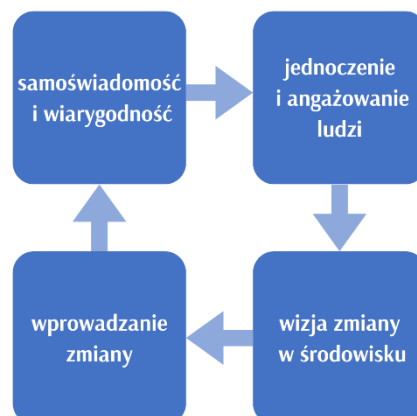 samoświadomość
i wiarygodność
jednoczenie
i angażowanie
ludzi
wprowadzanie
zmiany
wizja zmiany
w środowisku